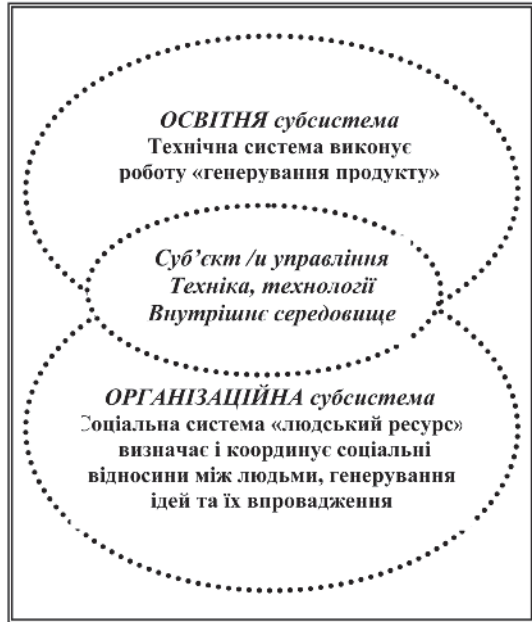 ОСВІТНЯ субсистема
Технічна система виконує
роботу «генерування продукту»
Суб’єкт /и управління
Техніка, технології
Внутрішнє середовище
ОРГАНІЗАЦІЙНА субсистема
Соціальна система «людський ресурс»
визначає і координує соціальні
відносини між людьми, генерування
ідей та їх впровадження